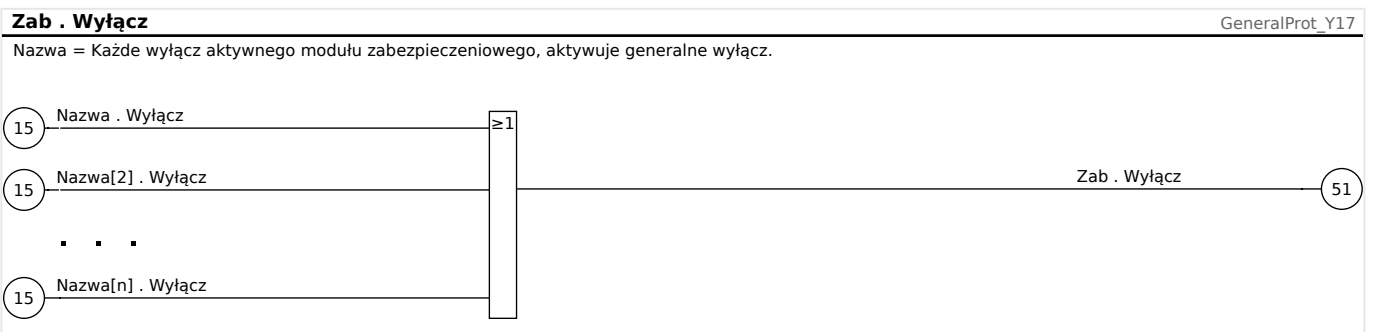 Zab . Wyłącz
GeneralProt_Y17
Nazwa = Każde wyłącz aktywnego modułu zabezpieczeniowego, aktywuje generalne wyłącz.
15
Nazwa . Wyłącz
≥1
15
Nazwa[2] . Wyłącz
Zab . Wyłącz
51
. . .
15
Nazwa[n] . Wyłącz